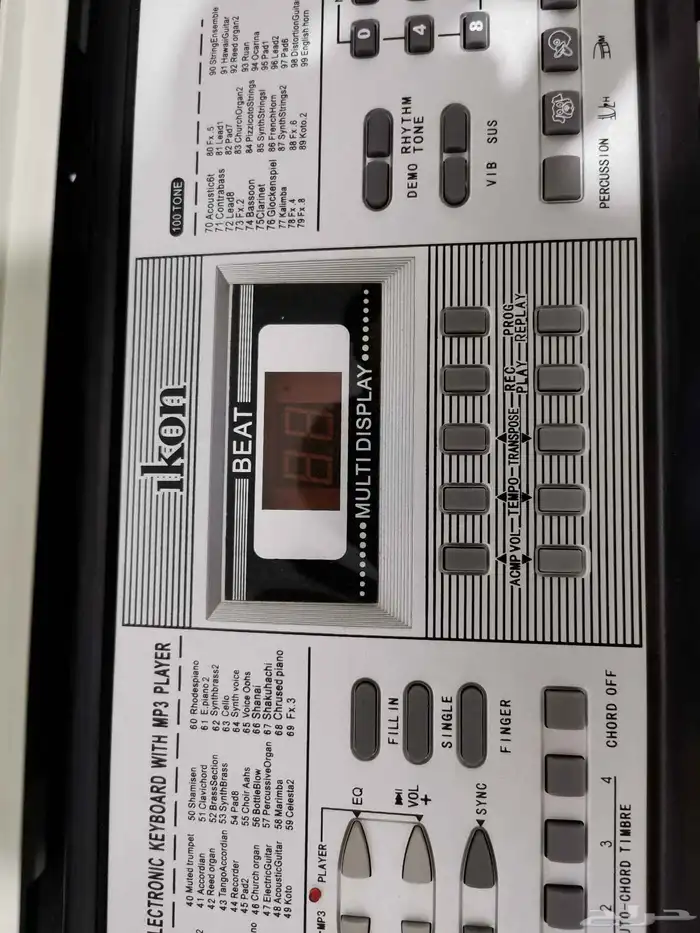 ELECTRONIC KEYBOARD WITH MP3 PLAYER
40 Muted trumpet
41 Accordian
42 Reed organ
43 TangoAccordian
44 Recorder
45 Pad2
46 Church organ
47 ElectricGuitar
48 AcousticGuitar
49 Koto
50 Shamisen
51 Clavichord
52 BrassSection
53 SynthBrass
54 Pad8
55 Choir Aahs
56 BottleBlow
57 PercussiveOrgan
58 Marimba
59 Celesta2
60 Rhodespiano
61 E.piano2
62 Synthbrass2
63 Cello
64 Synth voice
65 Voice Oohs
66 Shanai
67 Shakuhachi
68 Chrused piano
69 Fx.3
MP3 PLAYER
EQ
VOL
+
SYNC
FILL IN
SINGLE
FINGER
CHORD OFF
2 3 4
AUTO-CHORD TIMBRE
ikon
BEAT
88
MULTI DISPLAY
ACMP VOL TEMPO TRANSPOSE REC PROG
PLAY REPLAY
100 TONE
70 Acoustic6t
71 Contrabass
72 Lead8
73 Fx.2
74 Bassoon
75Clarinet
76 Glockenspiel
77 Kalimba
78 Fx.4
79 Fx.8
80 Fx.5
81 Lead1
82 Pad7
83 ChurchOrgan2
84 PizzicotoStrings
85 SynthStrings1
86 FrenchHorn
87 SynthStrings2
88 Fx.6
89 Koto.2
90 StringEnsemble
91 HawaiiGuitar
92 Reed organ2
93 Ruan
94 Ocarina
95 Pad1
96 Lead2
97 Pad6
98 DistortionGuita
99 English horn
0
4
8
RHYTHM
DEMO TONE
VIB SUS
PERCUSSION
حراج